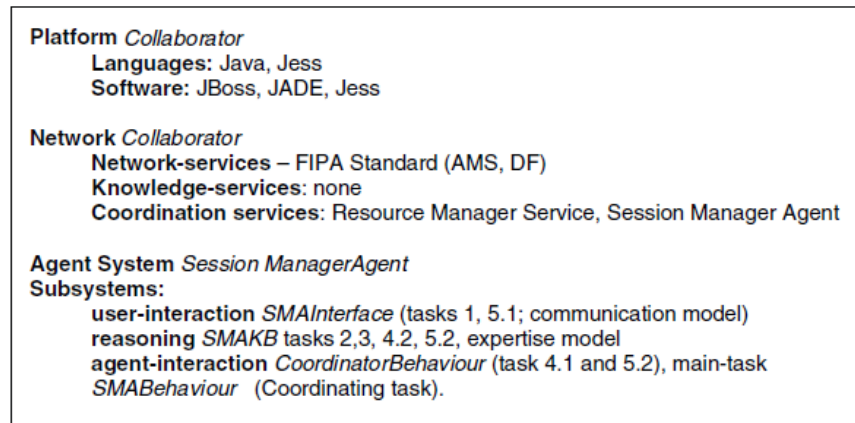 Platform Collaborator
Languages: Java, Jess
Software: JBoss, JADE, Jess
Network Collaborator
Network-services – FIPA Standard (AMS, DF)
Knowledge-services: none
Coordination services: Resource Manager Service, Session Manager Agent
Agent System Session ManagerAgent
Subsystems:
user-interaction SMAInterface (tasks 1, 5.1; communication model)
reasoning SMAKB tasks 2,3, 4.2, 5.2, expertise model
agent-interaction CoordinatorBehaviour (task 4.1 and 5.2), main-task
SMABehaviour (Coordinating task).